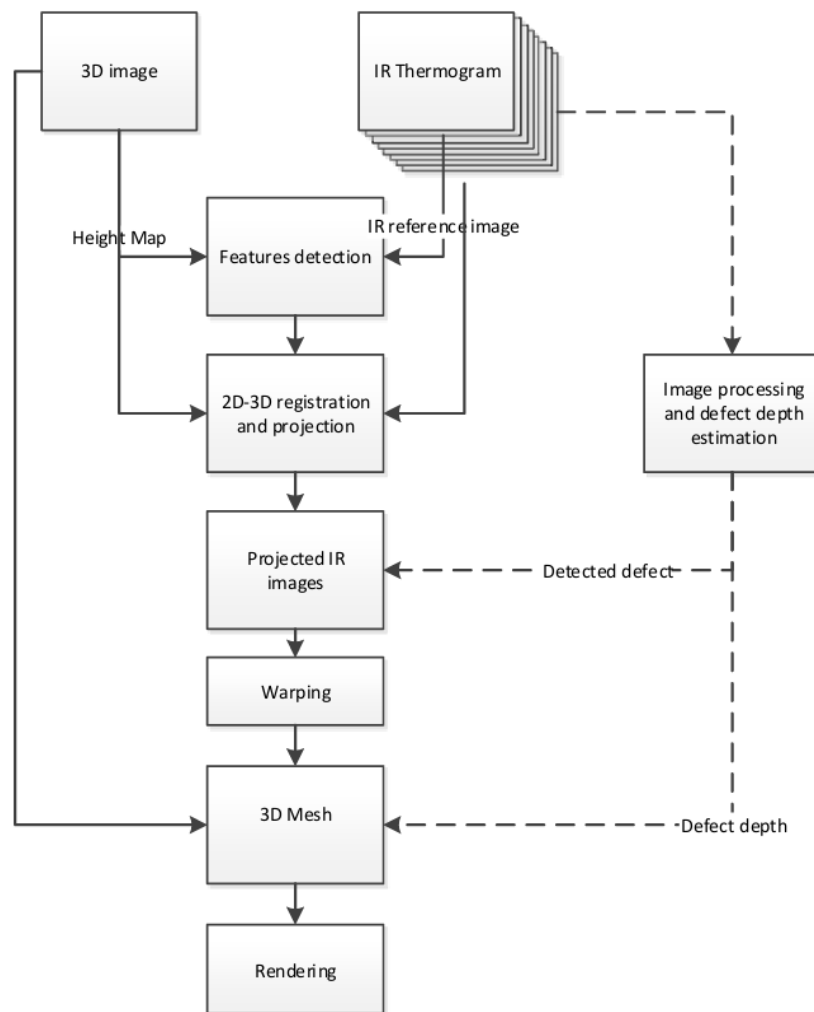 3D image
IR Thermogram
Height Map
IR reference image
Features detection
2D-3D registration
and projection
Image processing
and defect depth
estimation
Projected IR
images
Detected defect
Warping
3D Mesh
Defect depth
Rendering